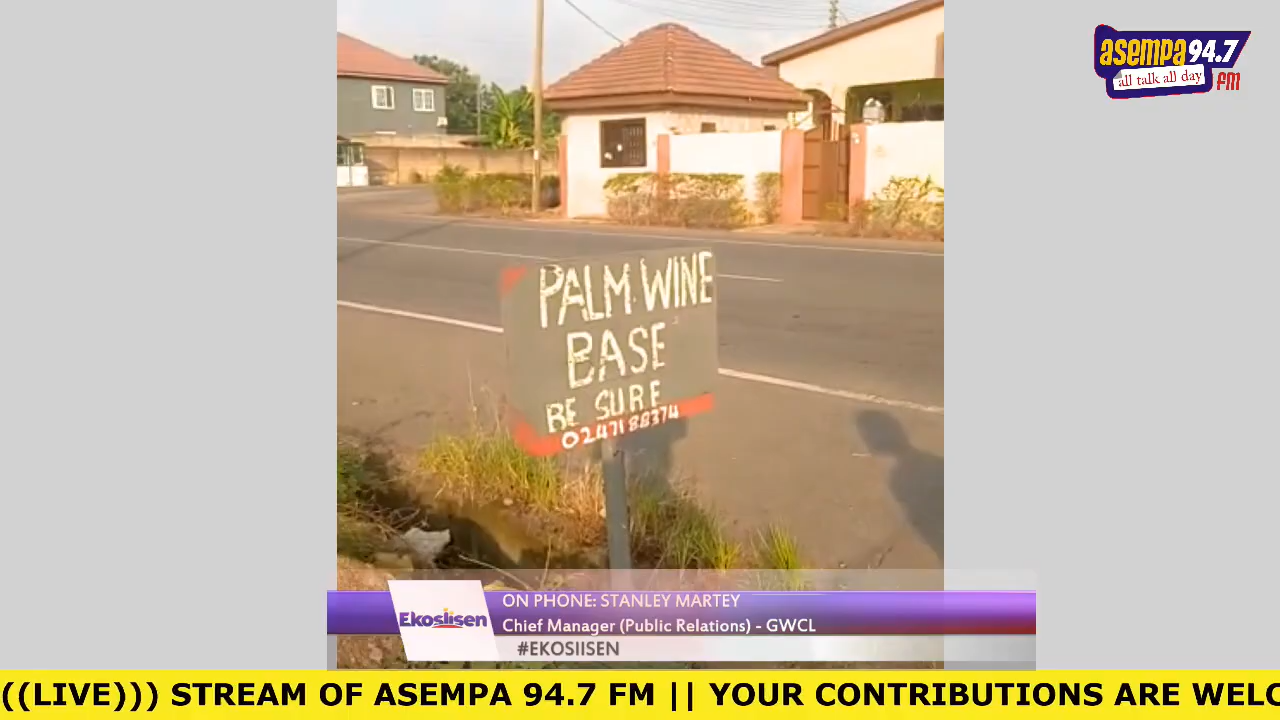 asempa 94.7
all talk all day FM
PALM WINE
BASE
BE SURE
0247188374
Ekosiisen
ON PHONE: STANLEY MARTEY
Chief Manager (Public Relations) - GWCL
#EKOSIISEN
((LIVE))) STREAM OF ASEMPA 94.7 FM || YOUR CONTRIBUTIONS ARE WELC